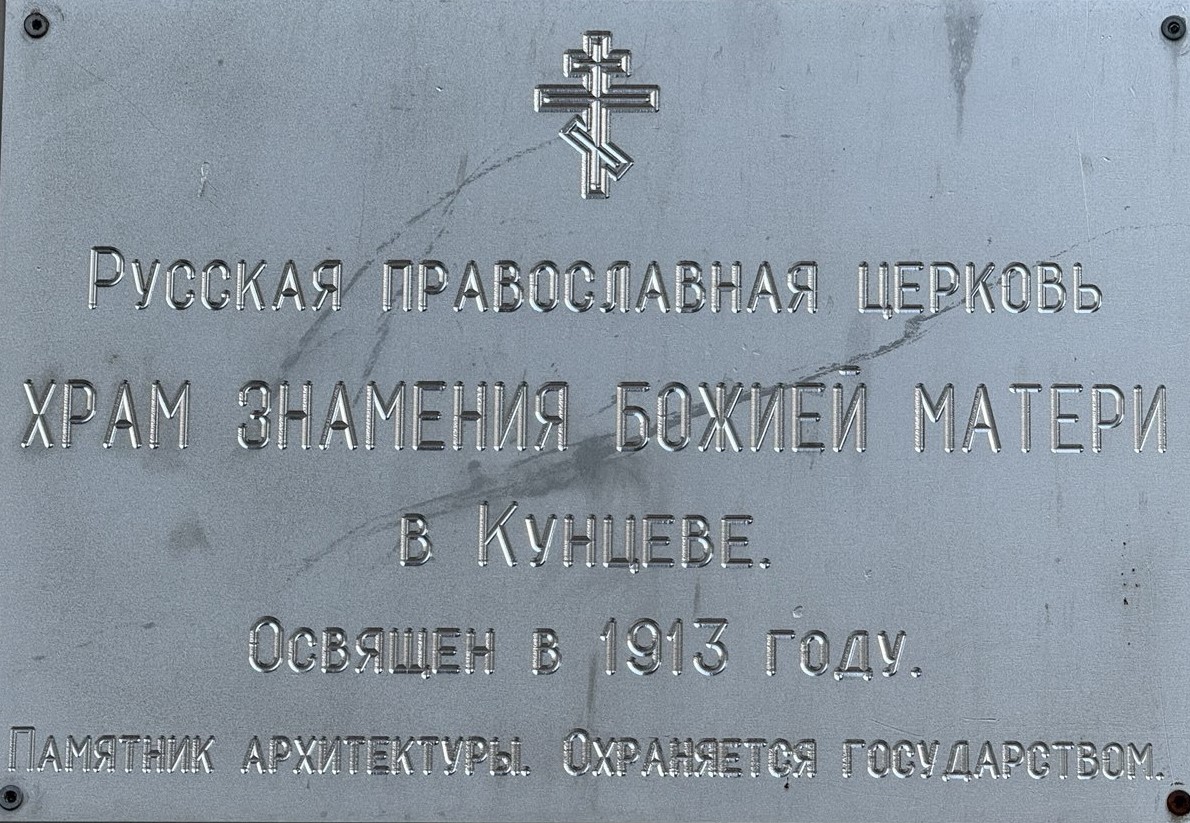 Русская православная церковь
ХРАМ ЗНАМЕНИЯ БОЖИЕЙ МАТЕРИ
в Кунцеве.
Освящен в 1913 году.
Памятник архитектуры. Охраняется государством.